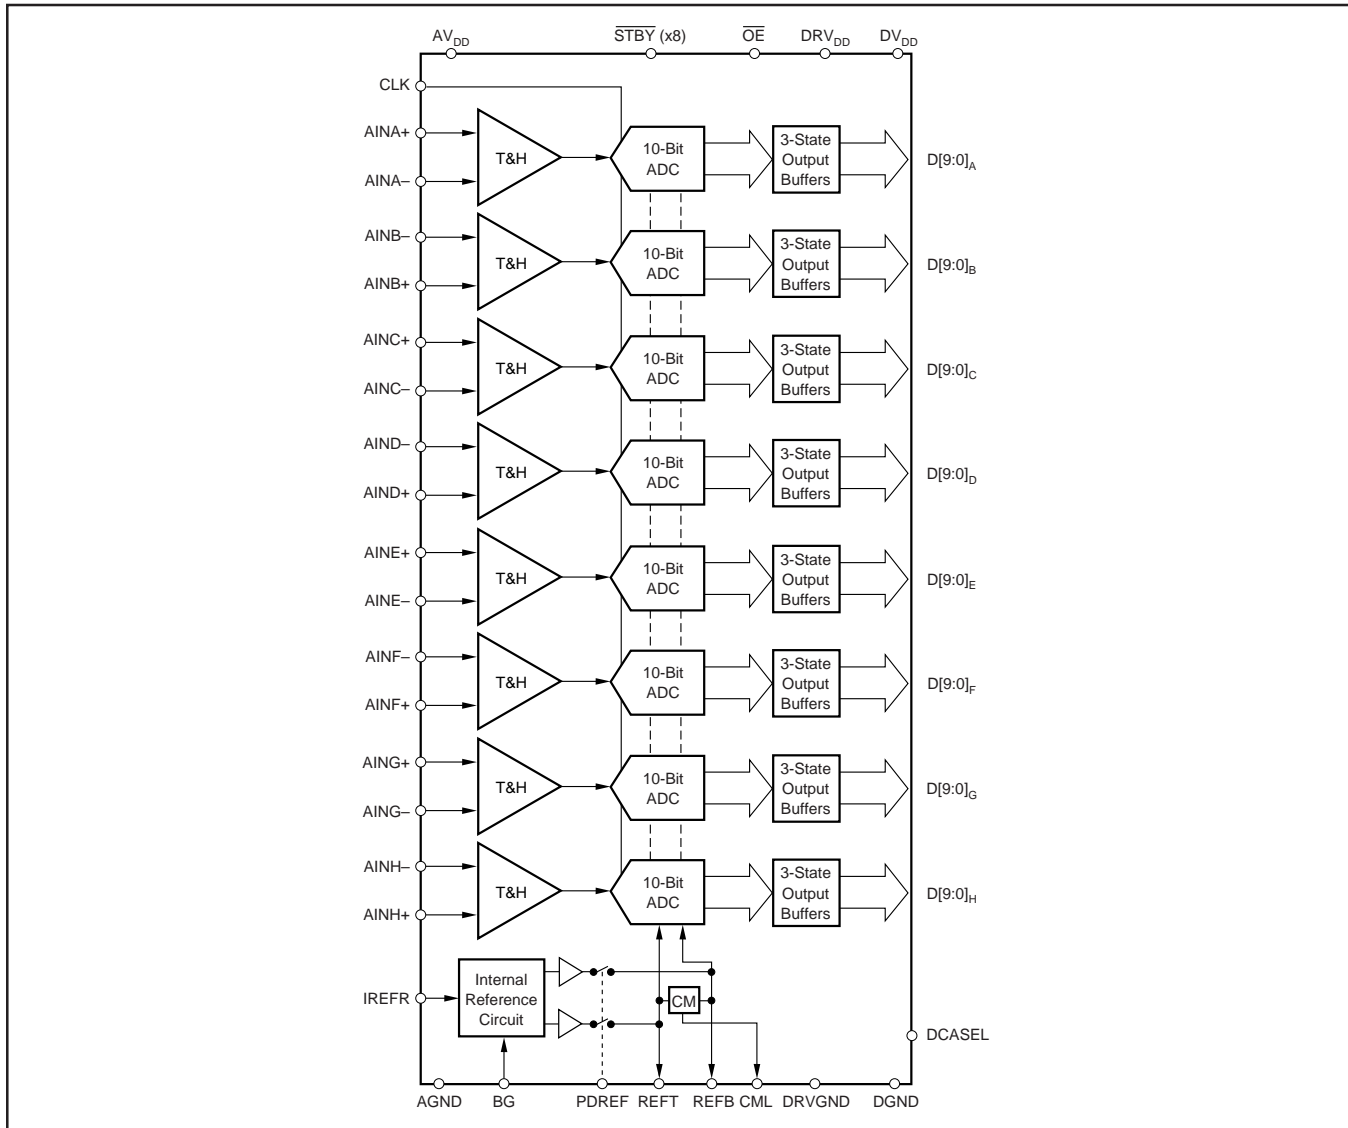 AVDD
STBY (x8)
OE
DRVDD
DVDD
CLK
AINA+
AINA–
T&H
10-Bit
ADC
3-State
Output
Buffers
D[9:0]A
AINB–
AINB+
T&H
10-Bit
ADC
3-State
Output
Buffers
D[9:0]B
AINC+
AINC–
T&H
10-Bit
ADC
3-State
Output
Buffers
D[9:0]C
AIND–
AIND+
T&H
10-Bit
ADC
3-State
Output
Buffers
D[9:0]D
AINE+
AINE–
T&H
10-Bit
ADC
3-State
Output
Buffers
D[9:0]E
AINF–
AINF+
T&H
10-Bit
ADC
3-State
Output
Buffers
D[9:0]F
AING+
AING–
T&H
10-Bit
ADC
3-State
Output
Buffers
D[9:0]G
AINH–
AINH+
T&H
10-Bit
ADC
3-State
Output
Buffers
D[9:0]H
IREFR
Internal
Reference
Circuit
CM
DCASEL
AGND
BG
PDREF
REFT
REFB
CML
DRVGND
DGND